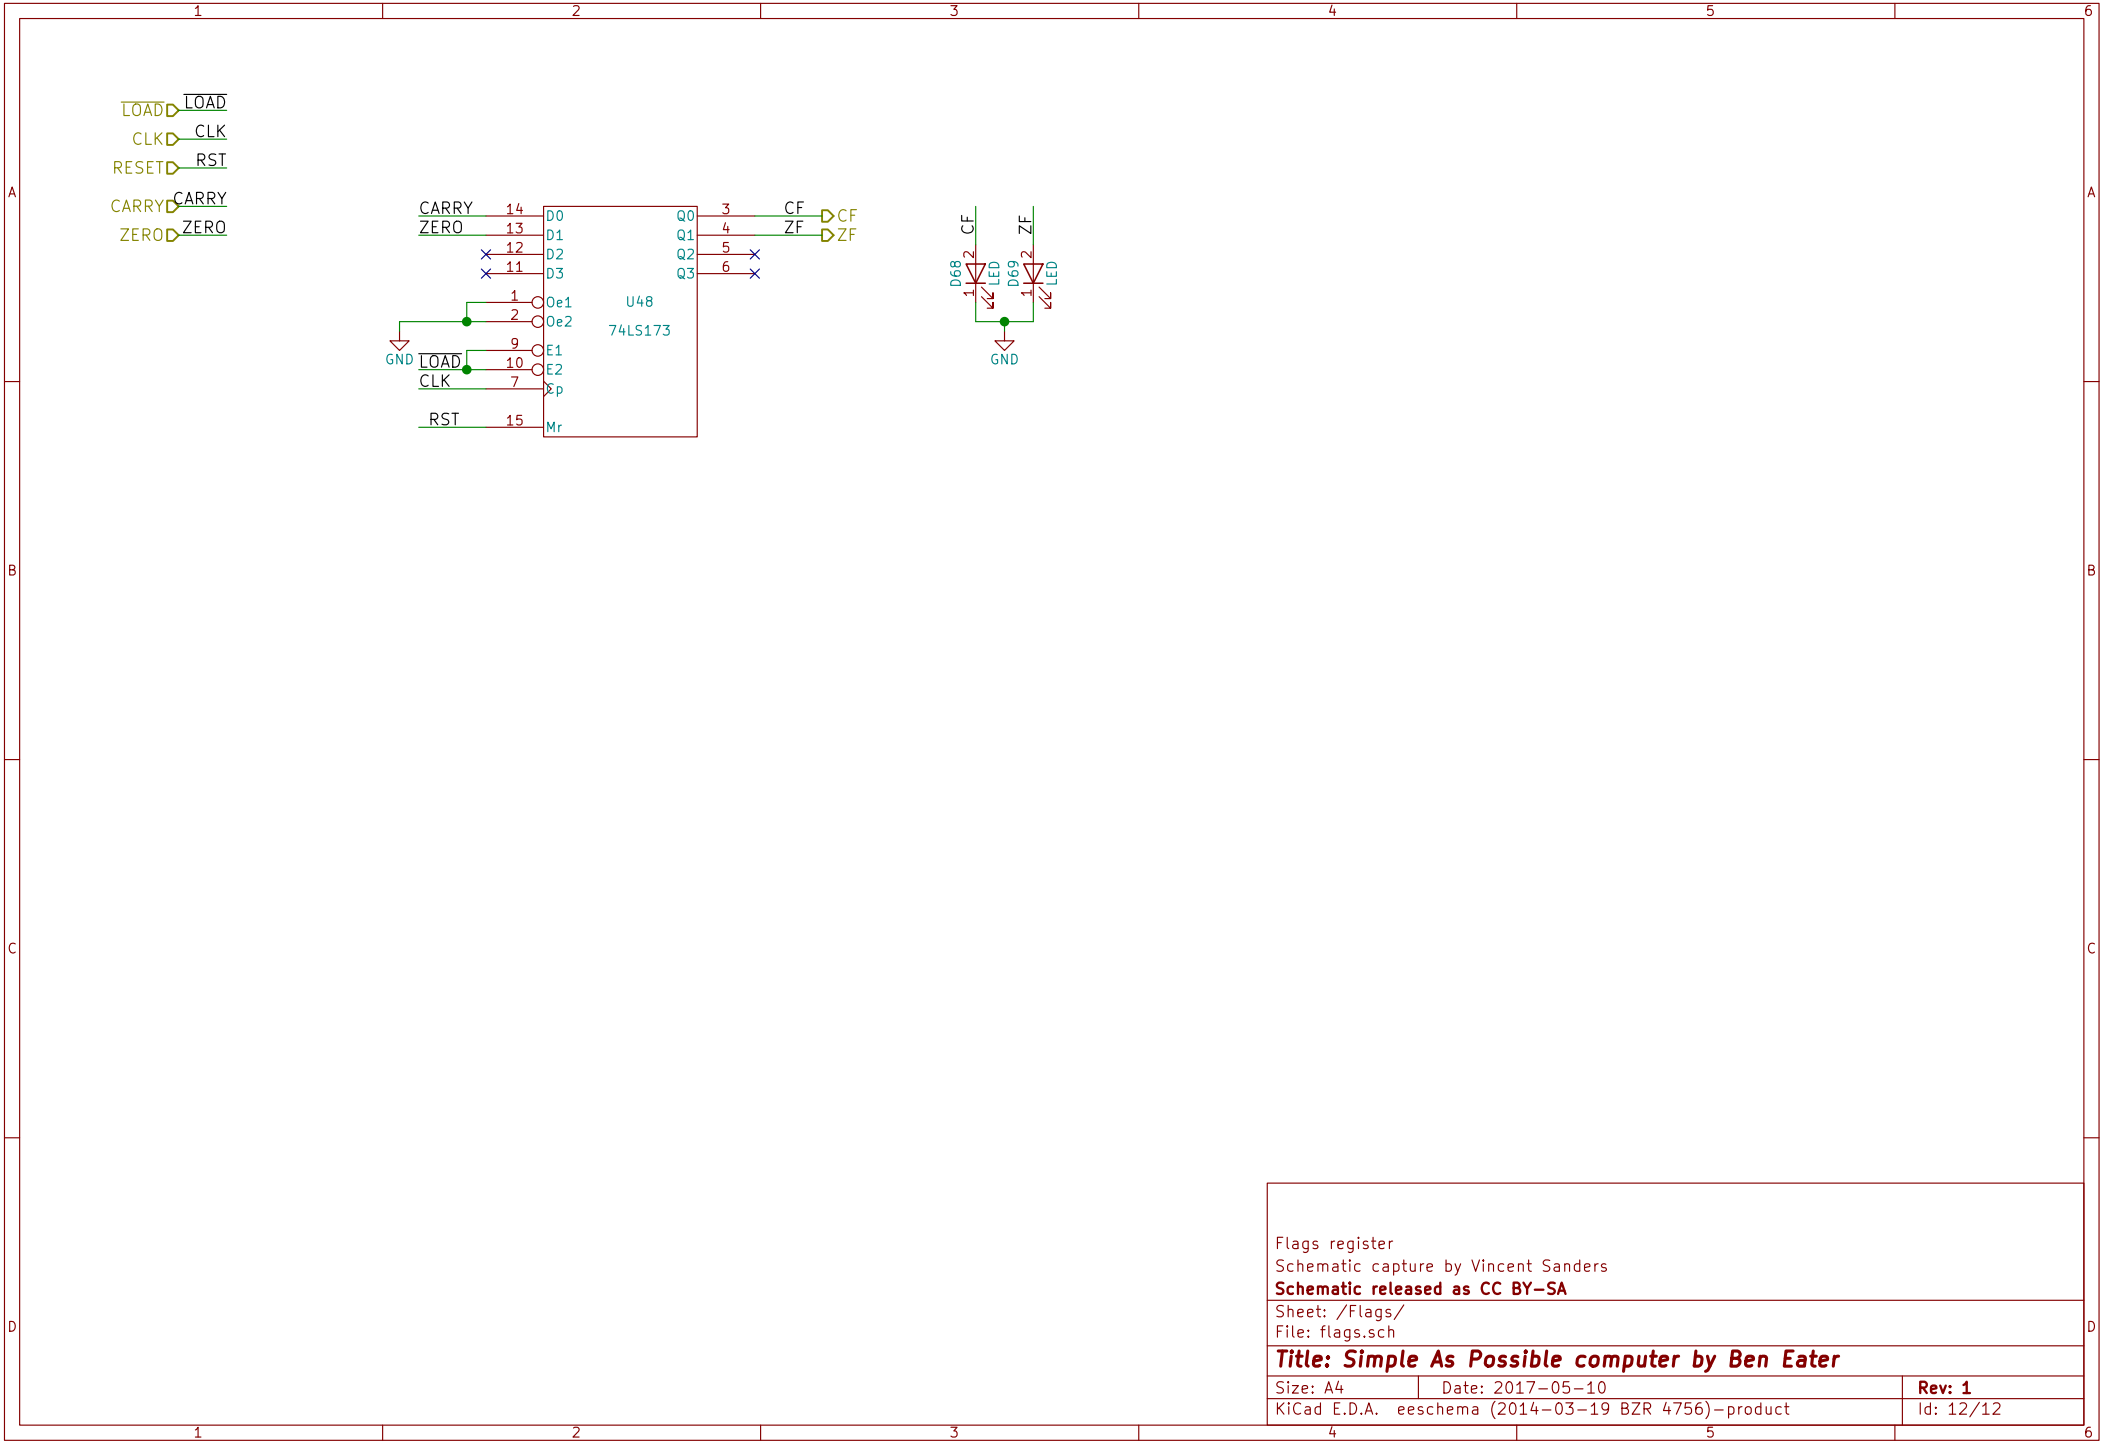 1 2 3 4 5 6
A
B
C
D
A
B
C
D
1 2 3 4 5 6
L̅O̅A̅D̅ L̅O̅A̅D̅
CLK CLK
RESET RST
CARRY CARRY
ZERO ZERO
CARRY 14 D0 Q0 3 CF CF
ZERO 13 D1 Q1 4 ZF ZF
12 D2 Q2 5
11 D3 Q3 6
1 Oe1
2 Oe2
GND
9 E1
L̅O̅A̅D̅ 10 E2
CLK 7 Cp
RST 15 Mr
U48
74LS173
CF
2
D68 LED
1
ZF
2
D69 LED
1
GND
Flags register
Schematic capture by Vincent Sanders
Schematic released as CC BY-SA
Sheet: /Flags/
File: flags.sch
Title: Simple As Possible computer by Ben Eater
Size: A4 Date: 2017-05-10 Rev: 1
KiCad E.D.A. eeschema (2014-03-19 BZR 4756)-product Id: 12/12